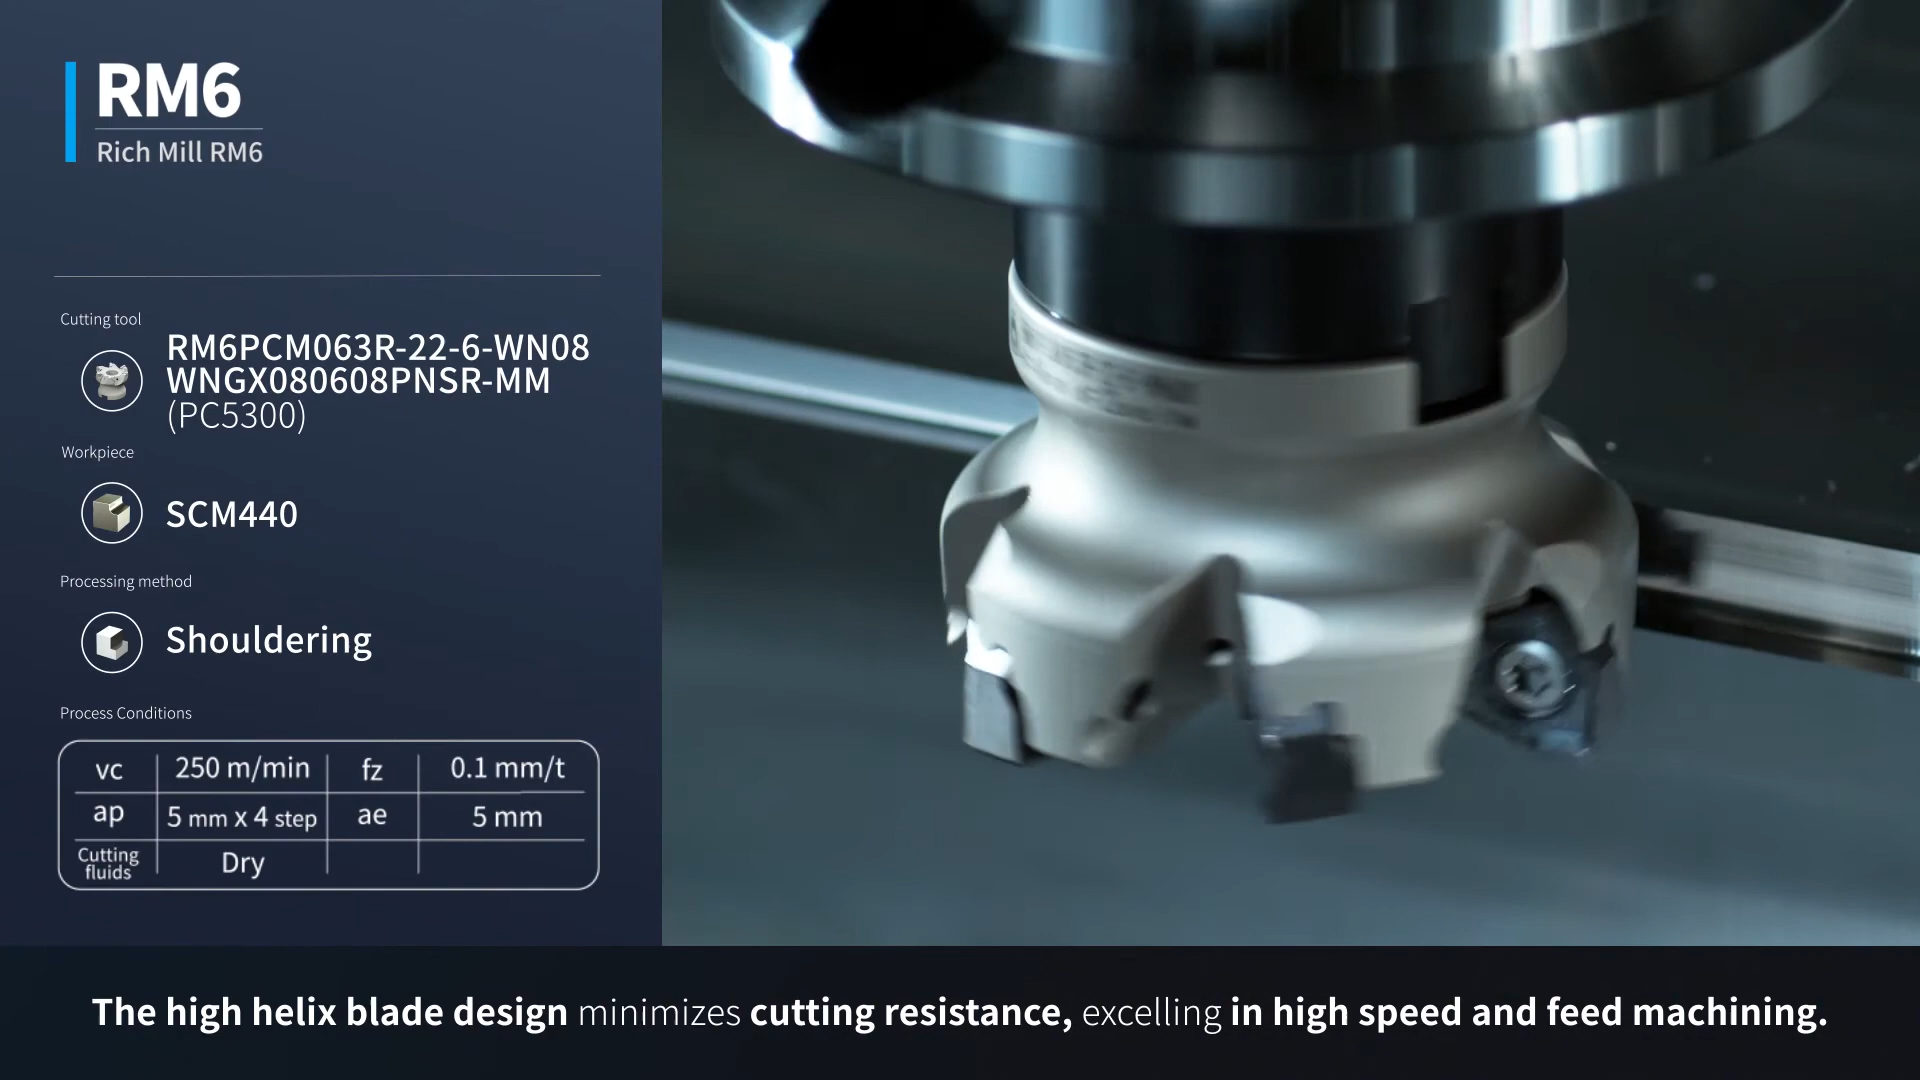 RM6
Rich Mill RM6
Cutting tool
RM6PCM063R-22-6-WN08
WNGX080608PNSR-MM
(PC5300)
Workpiece
SCM440
Processing method
Shouldering
Process Conditions
vc 250 m/min fz 0.1 mm/t
ap 5 mm x 4 step ae 5 mm
Cutting fluids Dry
The high helix blade design minimizes cutting resistance, excelling in high speed and feed machining.